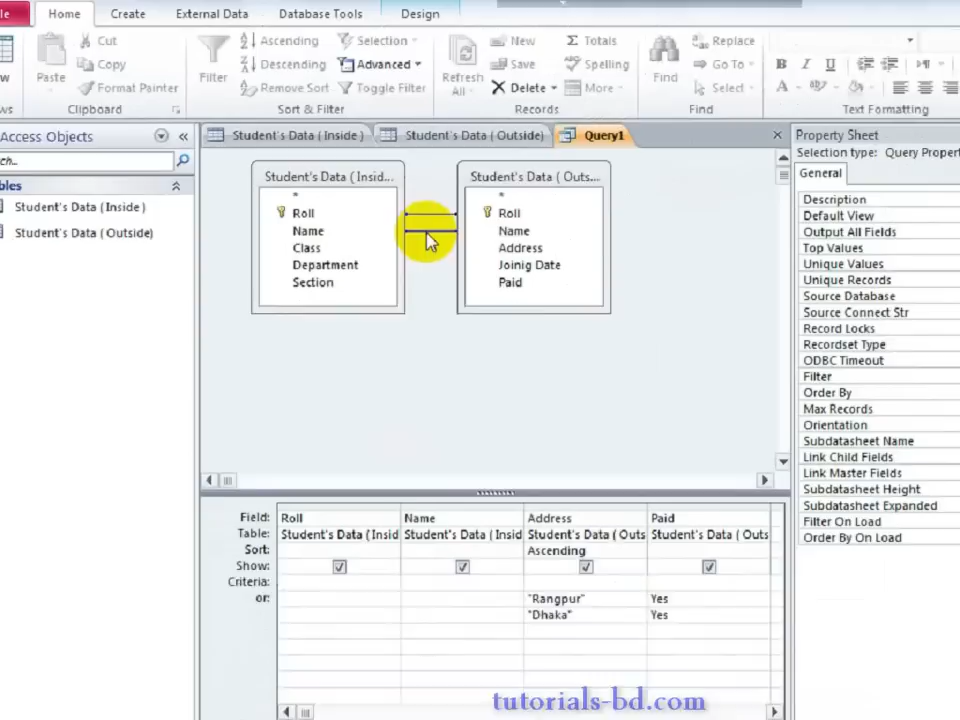 Home Create External Data Database Tools Design
Cut
Copy
Format Painter
Paste
Clipboard
Filter
Ascending
Descending
Remove Sort
Selection
Advanced
Toggle Filter
Sort & Filter
Refresh
All
New
Save
Delete
Totals
Spelling
More
Records
Find
Replace
Go To
Select
Find
B I U
A
Text Formatting
Access Objects
Student's Data ( Inside )
Student's Data ( Outside)
Query1
Student's Data ( Inside )
Student's Data ( Outside)
Student's Data ( Insid...
*
Roll
Name
Class
Department
Section
Student's Data ( Outs...
*
Roll
Name
Address
Joinig Date
Paid
Property Sheet
Selection type: Query Propert
General
Description
Default View
Output All Fields
Top Values
Unique Values
Unique Records
Source Database
Source Connect Str
Record Locks
Recordset Type
ODBC Timeout
Filter
Order By
Max Records
Orientation
Subdatasheet Name
Link Child Fields
Link Master Fields
Subdatasheet Height
Subdatasheet Expanded
Filter On Load
Order By On Load
Field: Roll Name Address Paid
Table: Student's Data ( Insid Student's Data ( Insid Student's Data ( Outs Student's Data ( Outs
Sort: Ascending
Show:
Criteria:
or: "Rangpur" Yes
"Dhaka" Yes
tutorials-bd.com